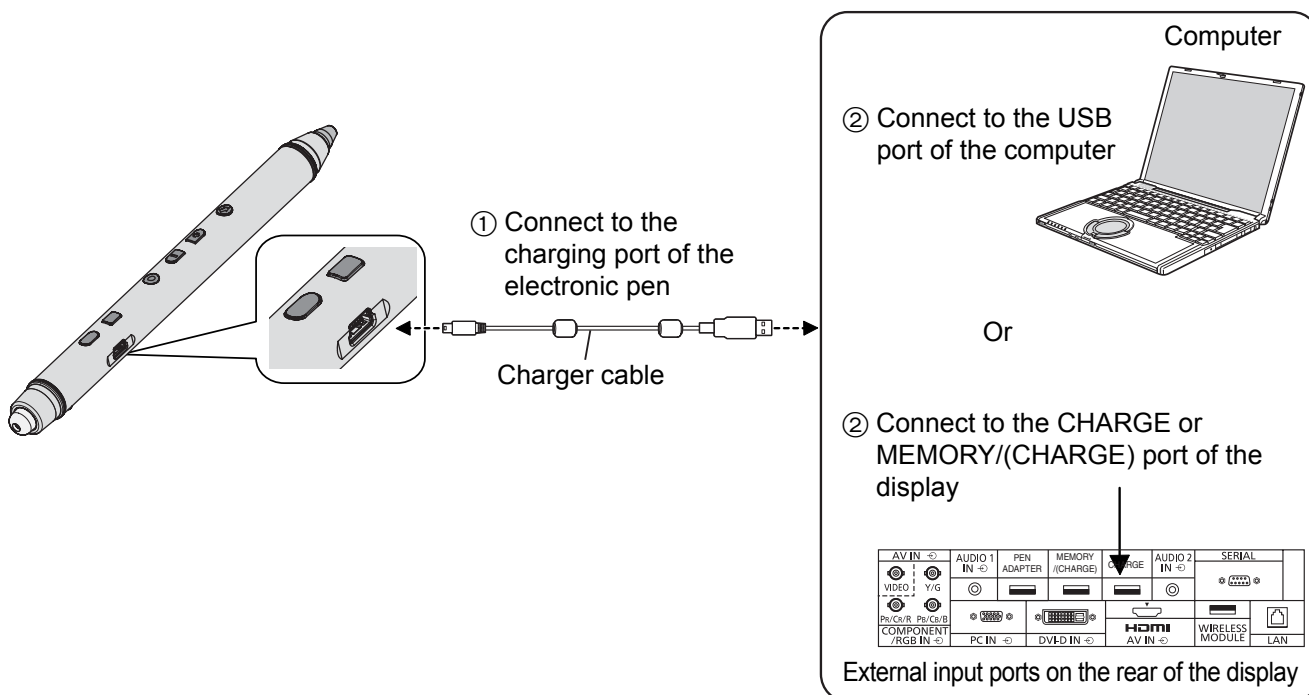 Computer
② Connect to the USB
port of the computer
① Connect to the
charging port of the
electronic pen
Charger cable
Or
② Connect to the CHARGE or
MEMORY/(CHARGE) port of the
display
AV IN
AUDIO 1
IN
PEN
ADAPTER
MEMORY
/(CHARGE)
CHARGE
AUDIO 2
IN
SERIAL
VIDEO
Y/G
PR/CR/R PB/CB/B
COMPONENT
/RGB IN
PC IN
DVI-D IN
HDMI
AV IN
WIRELESS
MODULE
LAN
External input ports on the rear of the display